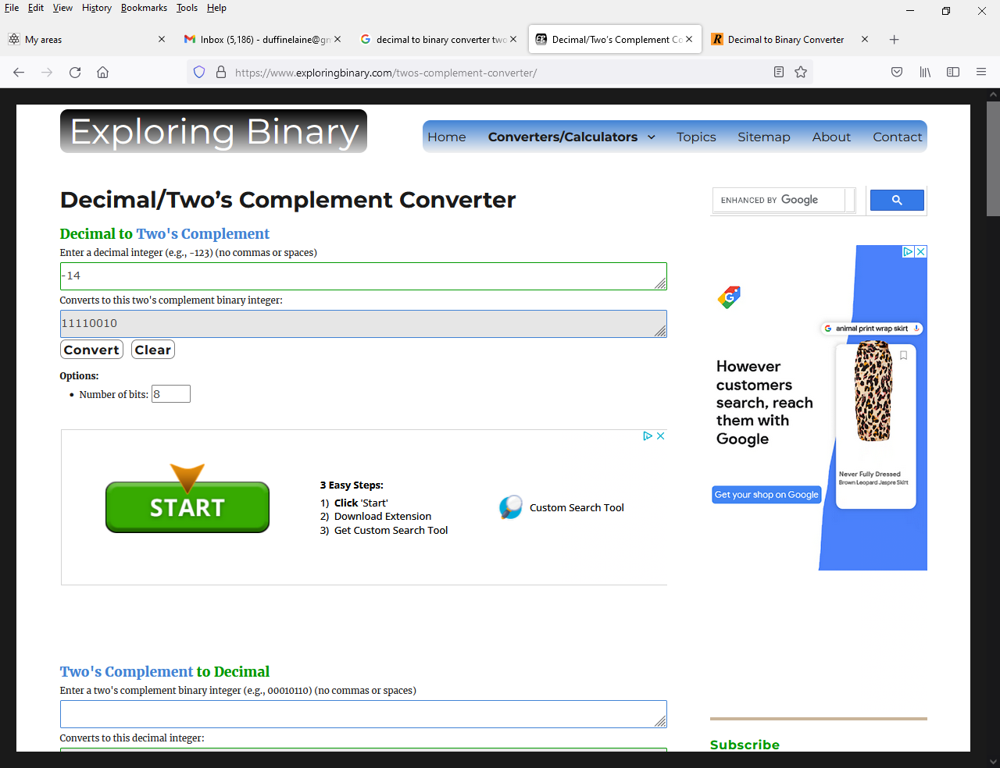 File Edit View History Bookmarks Tools Help
My areas
Inbox (5,186) - duffinelaine@gr
decimal to binary converter two
Decimal/Two's Complement Co
Decimal to Binary Converter
https://www.exploringbinary.com/twos-complement-converter/
Exploring Binary
Home Converters/Calculators Topics Sitemap About Contact
Decimal/Two's Complement Converter
ENHANCED BY Google
Decimal to Two's Complement
Enter a decimal integer (e.g., -123) (no commas or spaces)
-14
Converts to this two's complement binary integer:
11110010
Convert Clear
Options:
• Number of bits: 8
3 Easy Steps:
START
1) Click 'Start'
2) Download Extension
3) Get Custom Search Tool
Custom Search Tool
animal print wrap skirt
However
customers
search, reach
them with
Google
Never Fully Dressed
Brown Leopard Jaspre Skirt
Get your shop on Google
Two's Complement to Decimal
Enter a two's complement binary integer (e.g., 00010110) (no commas or spaces)
Converts to this decimal integer:
Subscribe